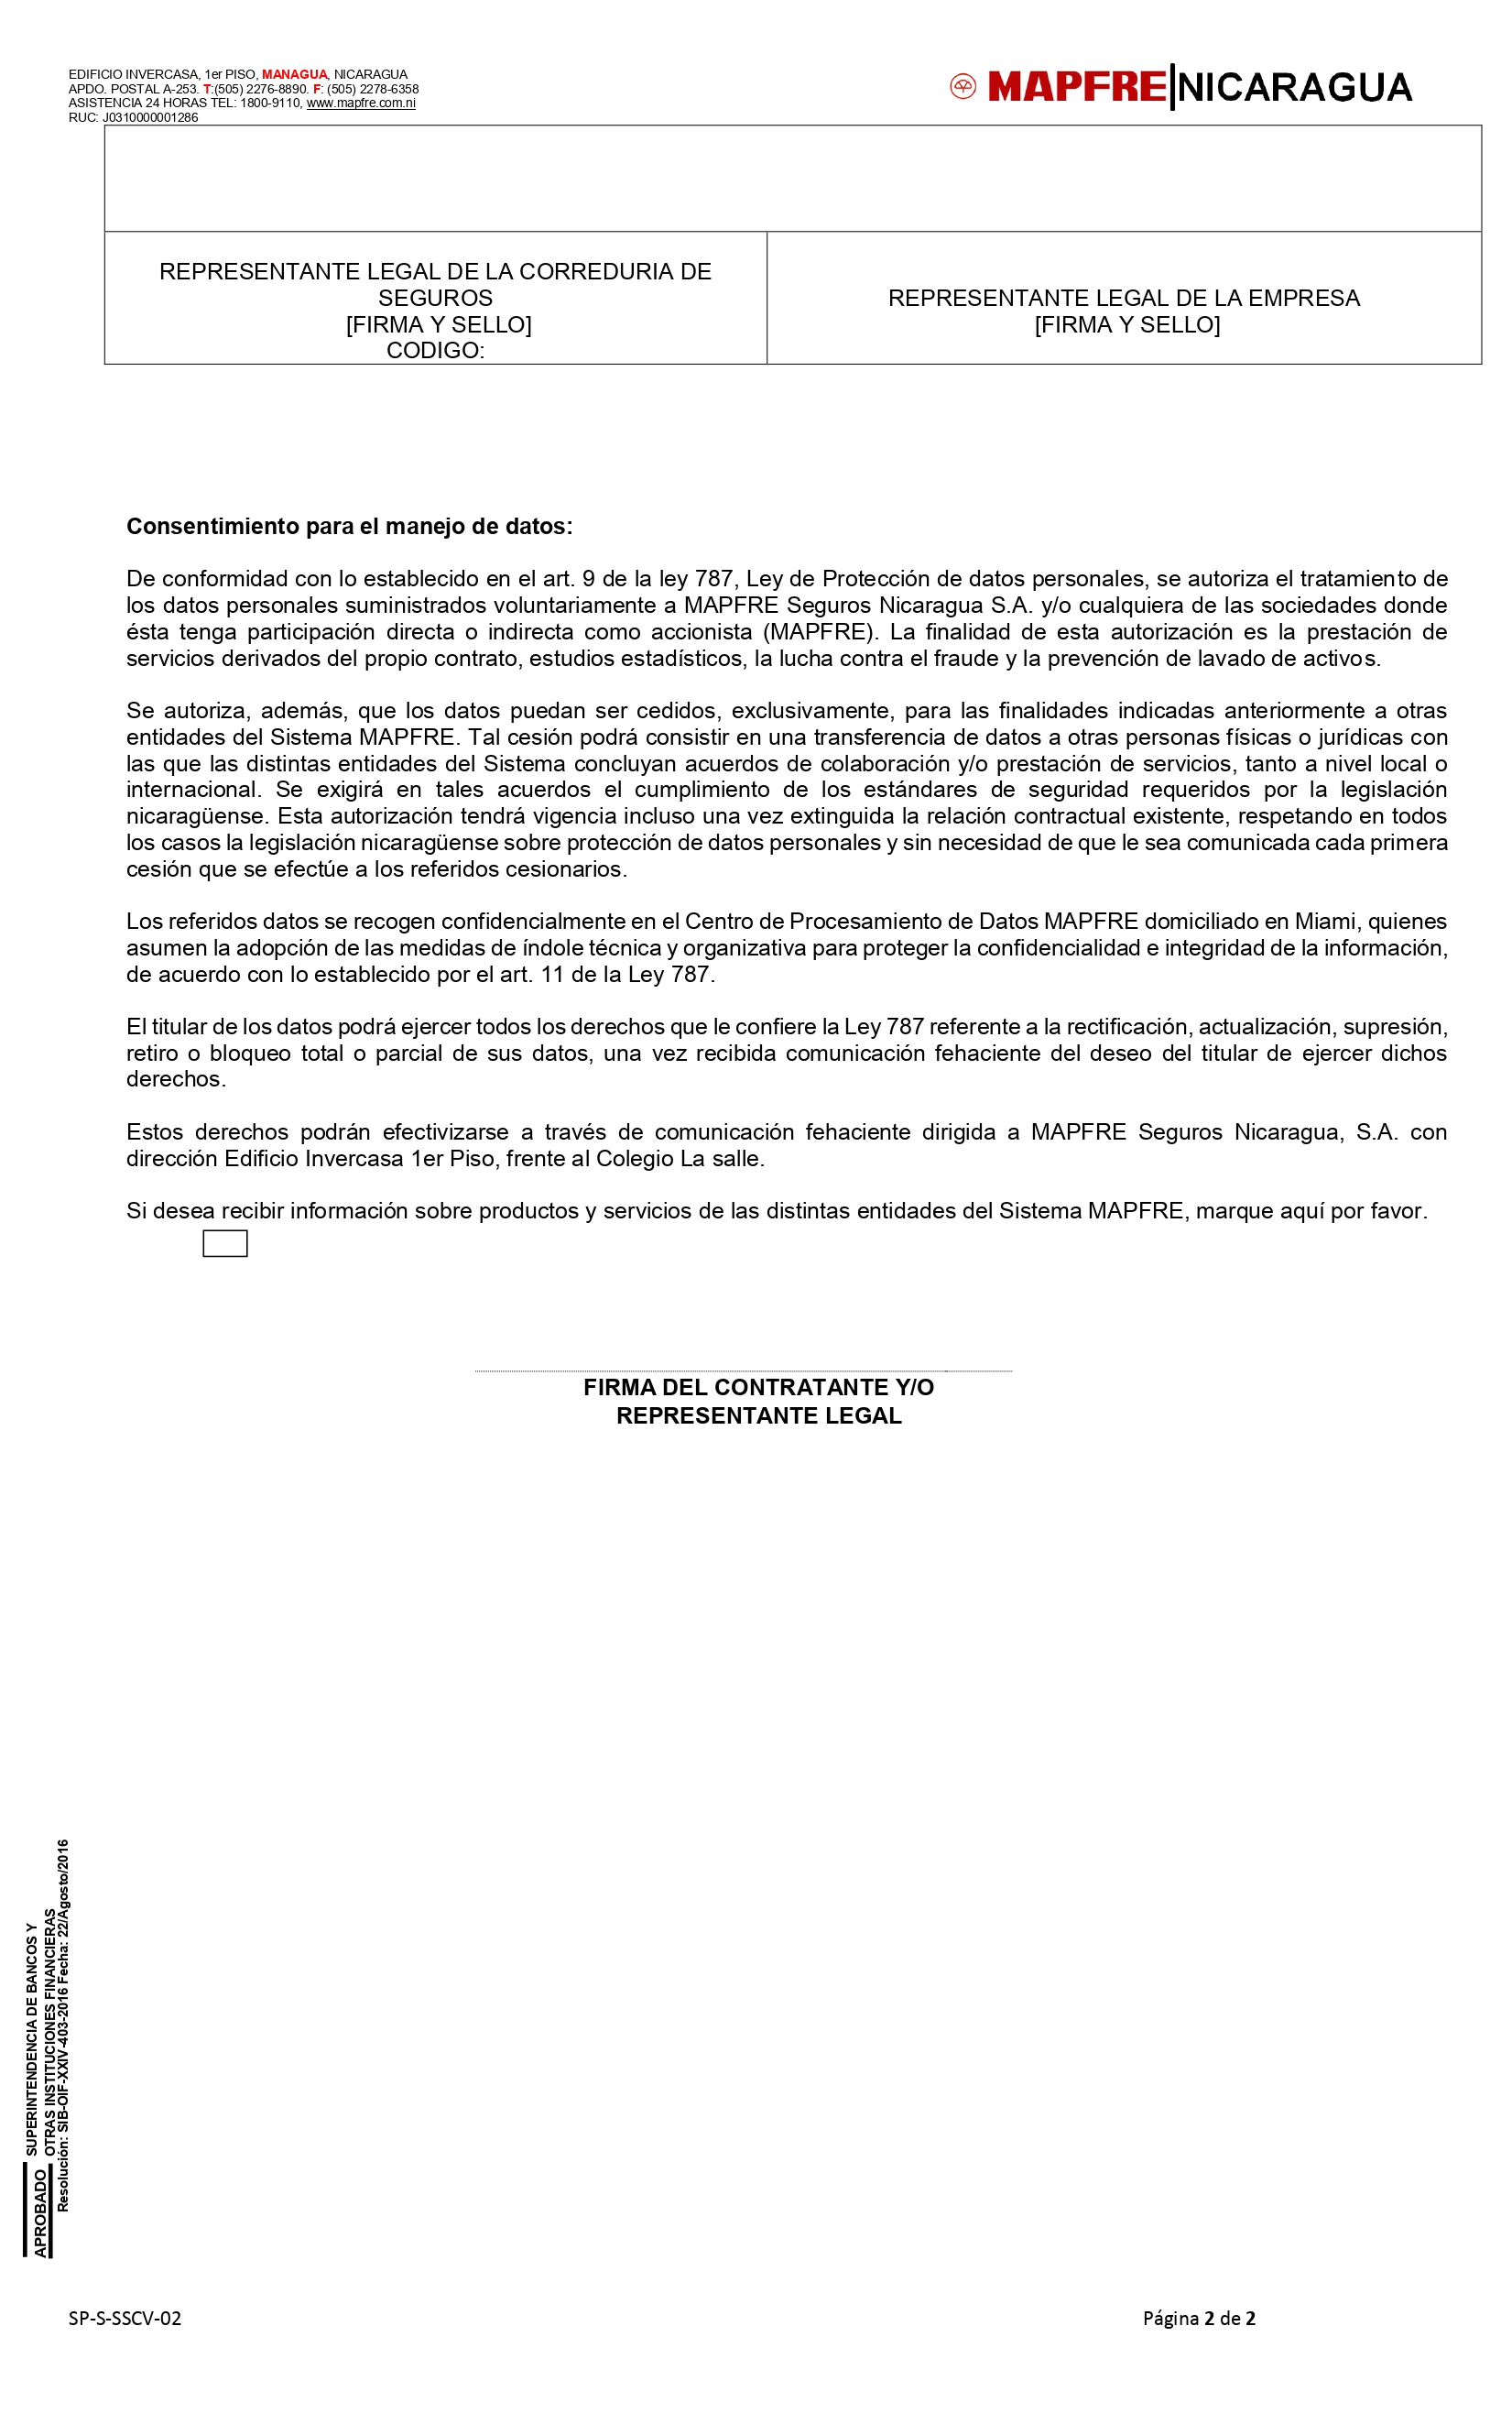 EDIFICIO INVERCASA, 1er PISO, MANAGUA, NICARAGUA
APDO. POSTAL A-253. T:(505) 2276-8890. F: (505) 2278-6358
ASISTENCIA 24 HORAS TEL: 1800-9110, www.mapfre.com.ni
RUC: J0310000001286
MAPFRE|NICARAGUA
REPRESENTANTE LEGAL DE LA CORREDURIA DE
SEGUROS
[FIRMA Y SELLO]
CODIGO:
REPRESENTANTE LEGAL DE LA EMPRESA
[FIRMA Y SELLO]
Consentimiento para el manejo de datos:
De conformidad con lo establecido en el art. 9 de la ley 787, Ley de Protección de datos personales, se autoriza el tratamiento de
los datos personales suministrados voluntariamente a MAPFRE Seguros Nicaragua S.A. y/o cualquiera de las sociedades donde
ésta tenga participación directa o indirecta como accionista (MAPFRE). La finalidad de esta autorización es la prestación de
servicios derivados del propio contrato, estudios estadísticos, la lucha contra el fraude y la prevención de lavado de activos.
Se autoriza, además, que los datos puedan ser cedidos, exclusivamente, para las finalidades indicadas anteriormente a otras
entidades del Sistema MAPFRE. Tal cesión podrá consistir en una transferencia de datos a otras personas físicas o jurídicas con
las que las distintas entidades del Sistema concluyan acuerdos de colaboración y/o prestación de servicios, tanto a nivel local o
internacional. Se exigirá en tales acuerdos el cumplimiento de los estándares de seguridad requeridos por la legislación
nicaragüense. Esta autorización tendrá vigencia incluso una vez extinguida la relación contractual existente, respetando en todos
los casos la legislación nicaragüense sobre protección de datos personales y sin necesidad de que le sea comunicada cada primera
cesión que se efectúe a los referidos cesionarios.
Los referidos datos se recogen confidencialmente en el Centro de Procesamiento de Datos MAPFRE domiciliado en Miami, quienes
asumen la adopción de las medidas de índole técnica y organizativa para proteger la confidencialidad e integridad de la información,
de acuerdo con lo establecido por el art. 11 de la Ley 787.
El titular de los datos podrá ejercer todos los derechos que le confiere la Ley 787 referente a la rectificación, actualización, supresión,
retiro o bloqueo total o parcial de sus datos, una vez recibida comunicación fehaciente del deseo del titular de ejercer dichos
derechos.
Estos derechos podrán efectivizarse a través de comunicación fehaciente dirigida a MAPFRE Seguros Nicaragua, S.A. con
dirección Edificio Invercasa 1er Piso, frente al Colegio La salle.
Si desea recibir información sobre productos y servicios de las distintas entidades del Sistema MAPFRE, marque aquí por favor.
FIRMA DEL CONTRATANTE Y/O
REPRESENTANTE LEGAL
APROBADO
SUPERINTENDENCIA DE BANCOS Y
OTRAS INSTITUCIONES FINANCIERAS
Resolución: SIB-OIF-XXIV-403-2016 Fecha: 22/Agosto/2016
SP-S-SSCV-02
Página 2 de 2